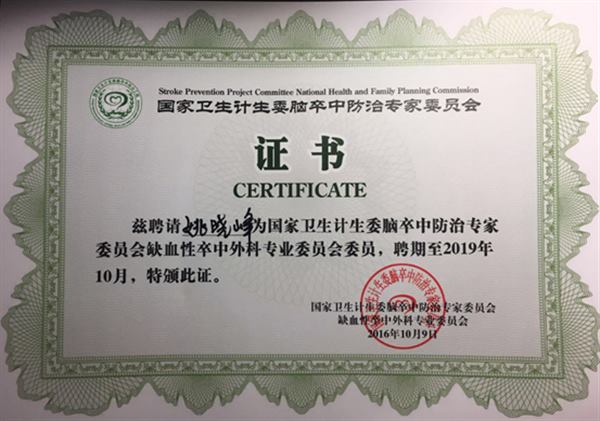 Stroke Prevention Project Committee National Health and Family Planning Commission
国家卫生计生委脑卒中防治专家委员会
证书
CERTIFICATE
兹聘请姚晓峰为国家卫生计生委脑卒中防治专家
委员会缺血性卒中外科专业委员会委员，聘期至2019年
10月，特颁此证。
国家卫生计生委脑卒中防治专家委员会
缺血性卒中外科专业委员会
2016年10月9日